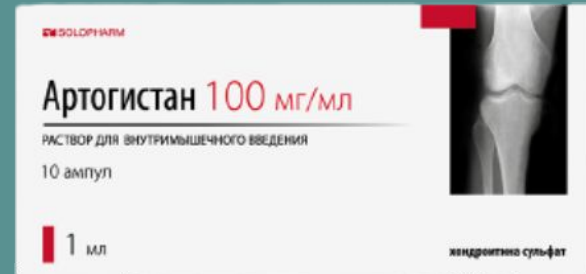 SOLOPHARM
Артогистан 100 мг/мл
РАСТВОР ДЛЯ ВНУТРИМЫШЕЧНОГО ВВЕДЕНИЯ
10 ампул
1 мл
хондроитина сульфат